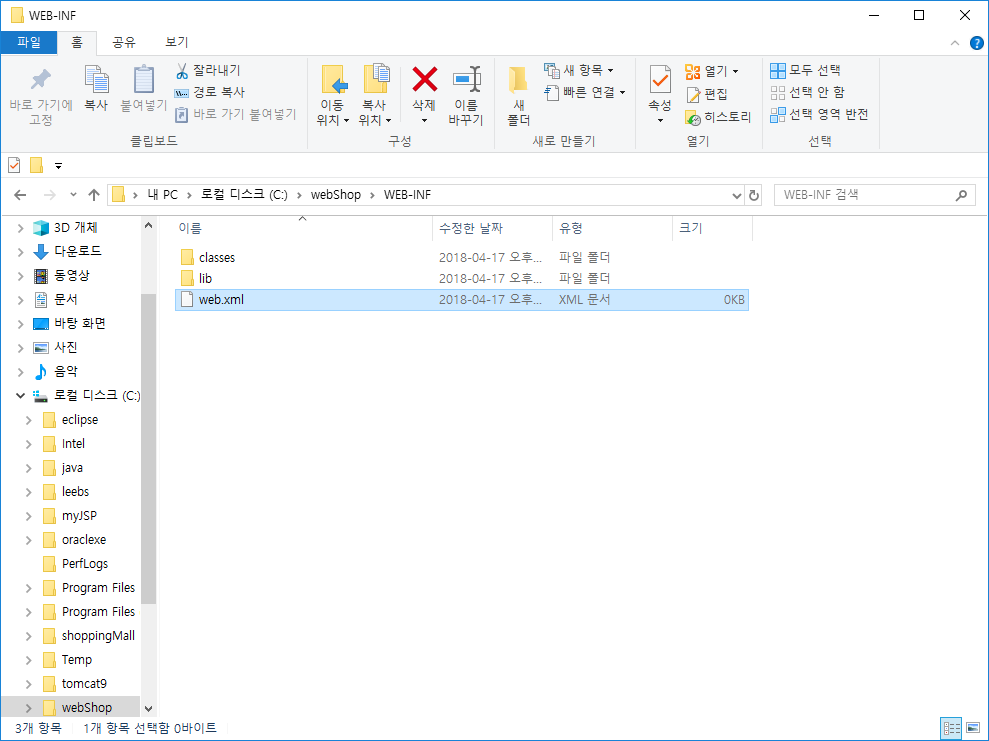 WEB-INF
파일 홈 공유 보기
바로 가기에 고정
복사
붙여넣기
잘라내기
경로 복사
바로 가기 붙여넣기
클립보드
이동 위치
복사 위치
삭제
이름 바꾸기
구성
새 폴더
새 항목
빠른 연결
새로 만들기
속성
열기
편집
히스토리
열기
모두 선택
선택 안 함
선택 영역 반전
선택
내 PC 로컬 디스크 (C:) webShop WEB-INF
WEB-INF 검색
3D 개체
다운로드
동영상
문서
바탕 화면
사진
음악
로컬 디스크 (C:)
eclipse
Intel
java
leebs
myJSP
oraclexe
PerfLogs
Program Files
Program Files
shoppingMall
Temp
tomcat9
webShop
이름 수정한 날짜 유형 크기
classes 2018-04-17 오후... 파일 폴더
lib 2018-04-17 오후... 파일 폴더
web.xml 2018-04-17 오후... XML 문서 0KB
3개 항목 1개 항목 선택함 0바이트